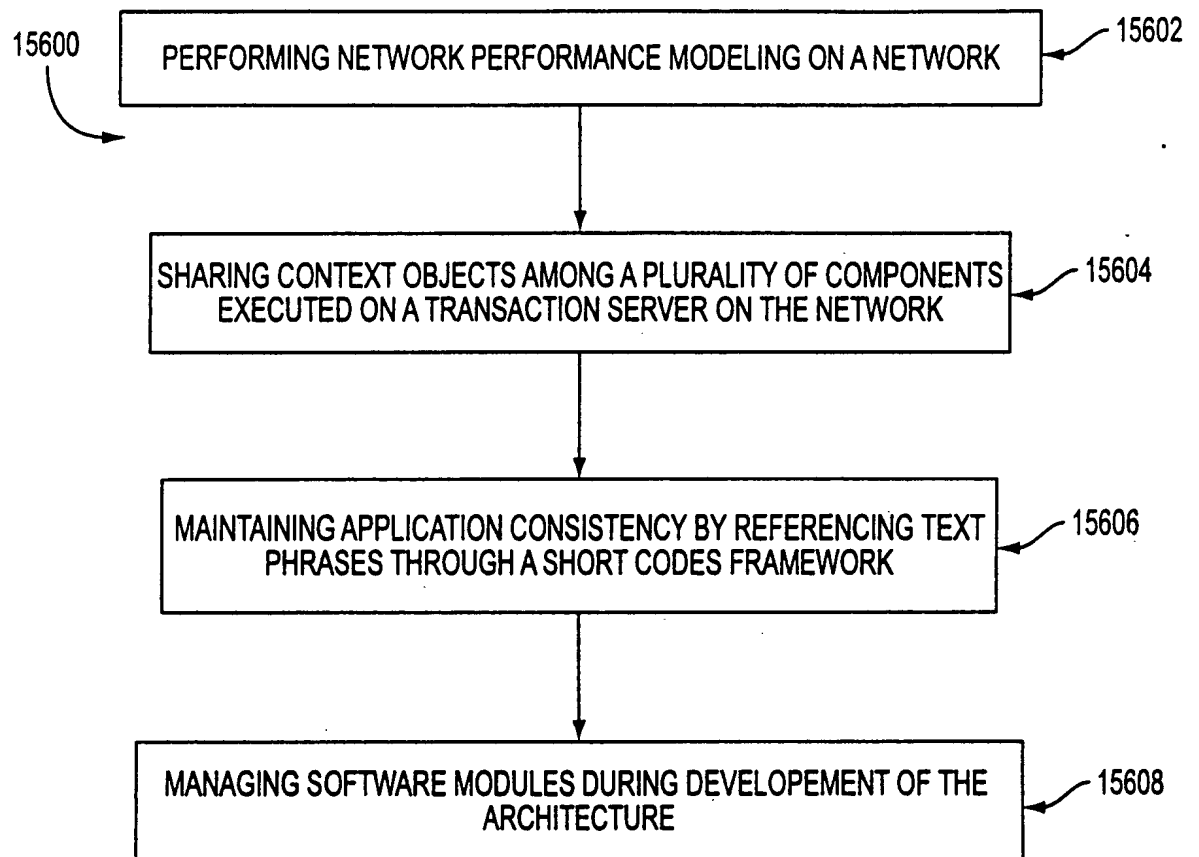 15600
PERFORMING NETWORK PERFORMANCE MODELING ON A NETWORK
15602
SHARING CONTEXT OBJECTS AMONG A PLURALITY OF COMPONENTS
EXECUTED ON A TRANSACTION SERVER ON THE NETWORK
15604
MAINTAINING APPLICATION CONSISTENCY BY REFERENCING TEXT
PHRASES THROUGH A SHORT CODES FRAMEWORK
15606
MANAGING SOFTWARE MODULES DURING DEVELOPEMENT OF THE
ARCHITECTURE
15608